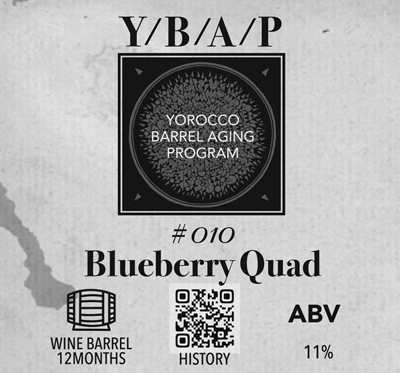 Y/B/A/P
YOROCCO
BARREL AGING
PROGRAM
# 010
Blueberry Quad
WINE BARREL
12MONTHS
HISTORY
ABV
11%